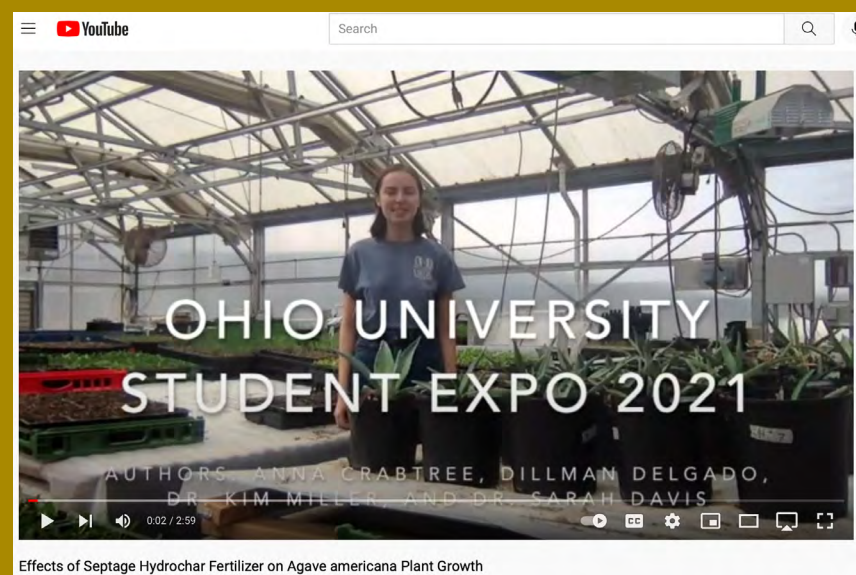 YouTube
Search
OHIO UNIVERSITY
STUDENT EXPO 2021
AUTHORS: ANNA CRABTREE, DILLMAN DELGADO,
DR. KIM MILLER, AND DR. SARAH DAVIS
0:02 / 2:59
CC
Effects of Septage Hydrochar Fertilizer on Agave americana Plant Growth